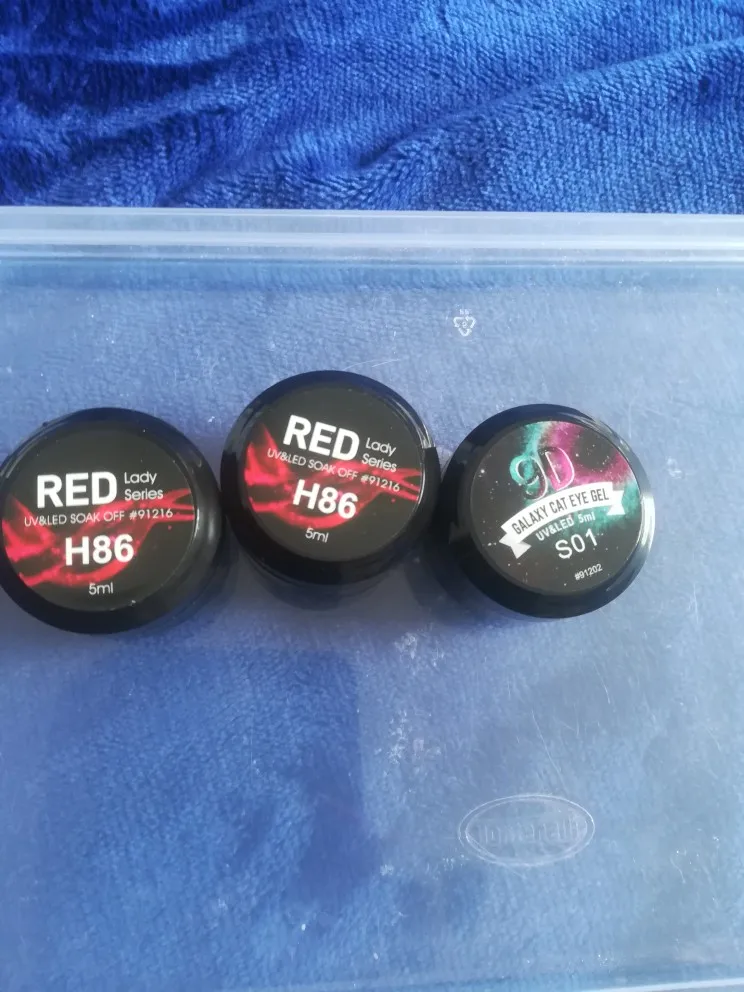 RED Lady Series
UV&LED SOAK OFF #91216
H86
5ml
RED Lady Series
UV&LED SOAK OFF #91216
H86
5ml
9D
GALAXY CAT EYE GEL
UV&LED 5ml
S01
#91202